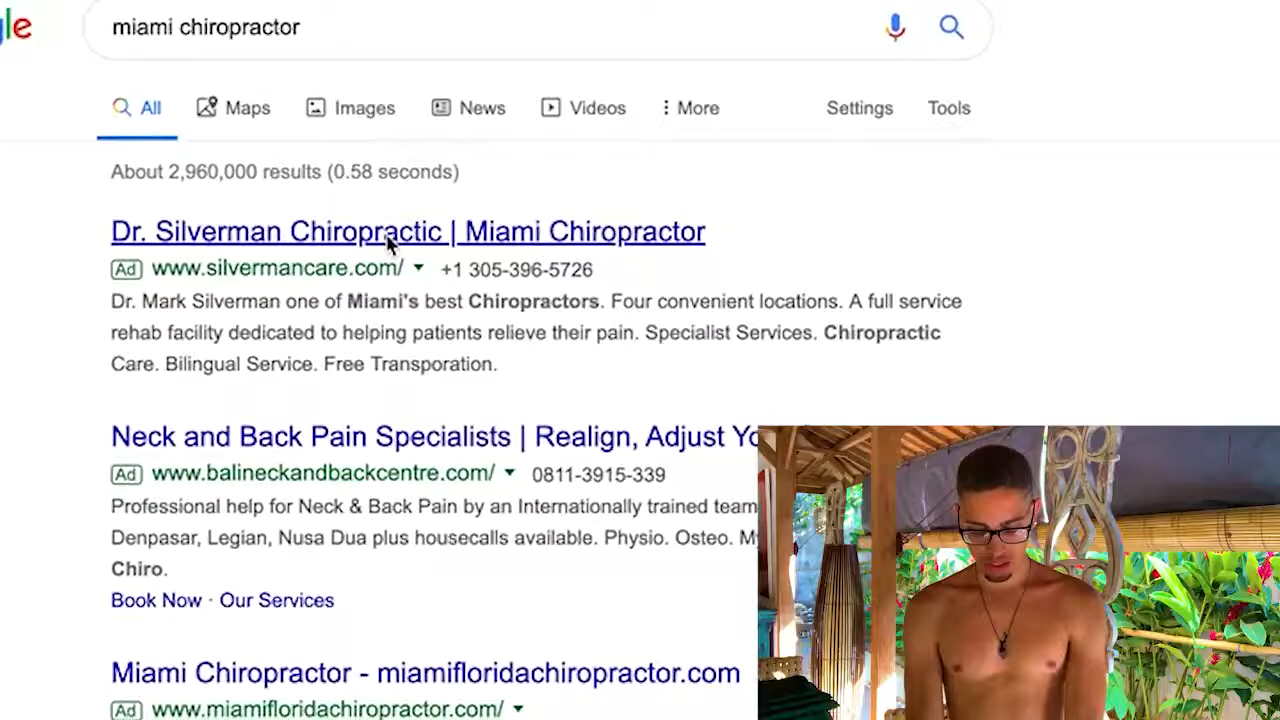 le
miami chiropractor
All Maps Images News Videos More Settings Tools
About 2,960,000 results (0.58 seconds)
Dr. Silverman Chiropractic | Miami Chiropractor
Ad www.silvermancare.com/ +1 305-396-5726
Dr. Mark Silverman one of Miami's best Chiropractors. Four convenient locations. A full service
rehab facility dedicated to helping patients relieve their pain. Specialist Services. Chiropractic
Care. Bilingual Service. Free Transporation.
Neck and Back Pain Specialists | Realign, Adjust Yo
Ad www.balineckandbackcentre.com/ 0811-3915-339
Professional help for Neck & Back Pain by an Internationally trained team
Denpasar, Legian, Nusa Dua plus housecalls available. Physio. Osteo. My
Chiro.
Book Now · Our Services
Miami Chiropractor - miamifloridachiropractor.com
Ad www.miamifloridachiropractor.com/